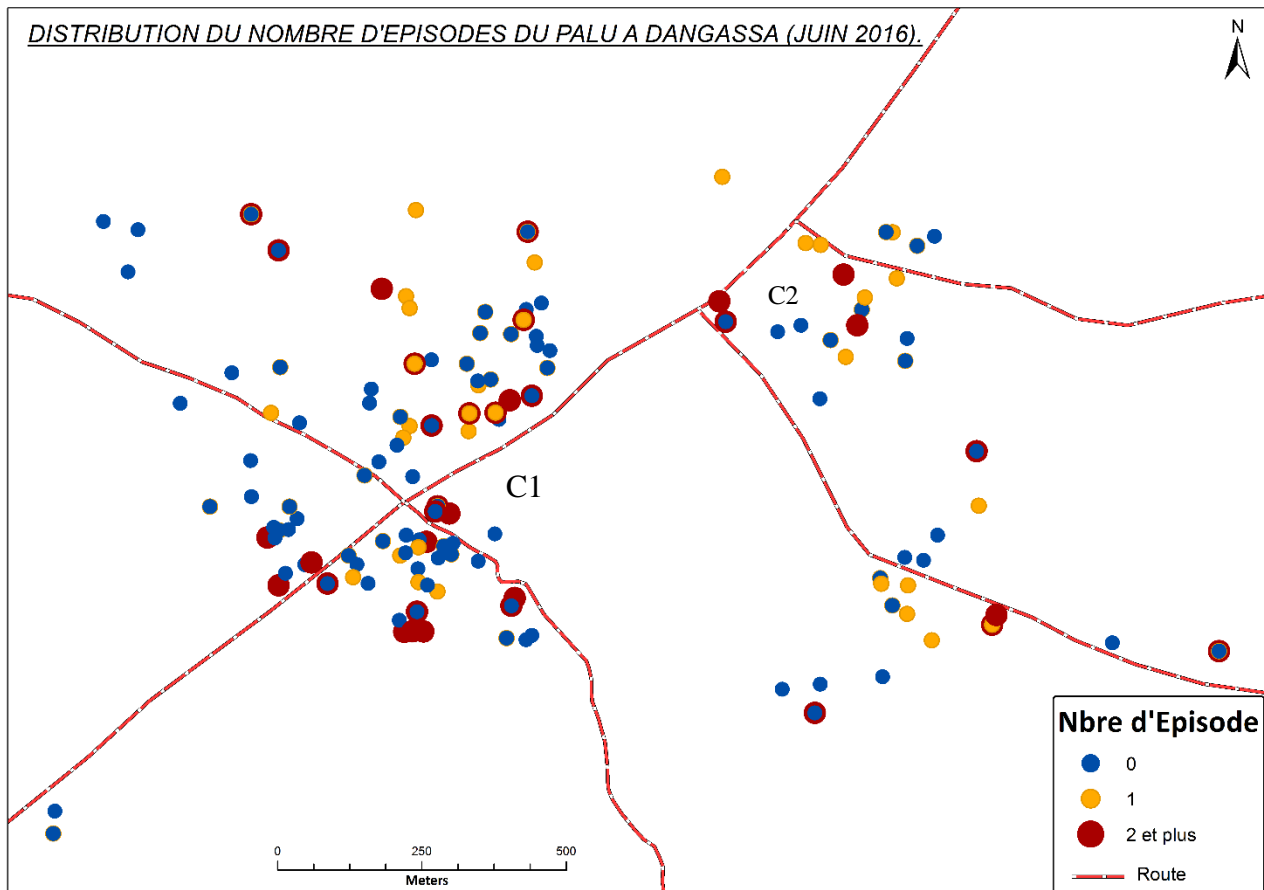 DISTRIBUTION DU NOMBRE D'EPISODES DU PALU A DANGASSA (JUIN 2016).
N
C2
C1
Nbre d'Episode
0
1
2 et plus
Route
0 250 500
Meters